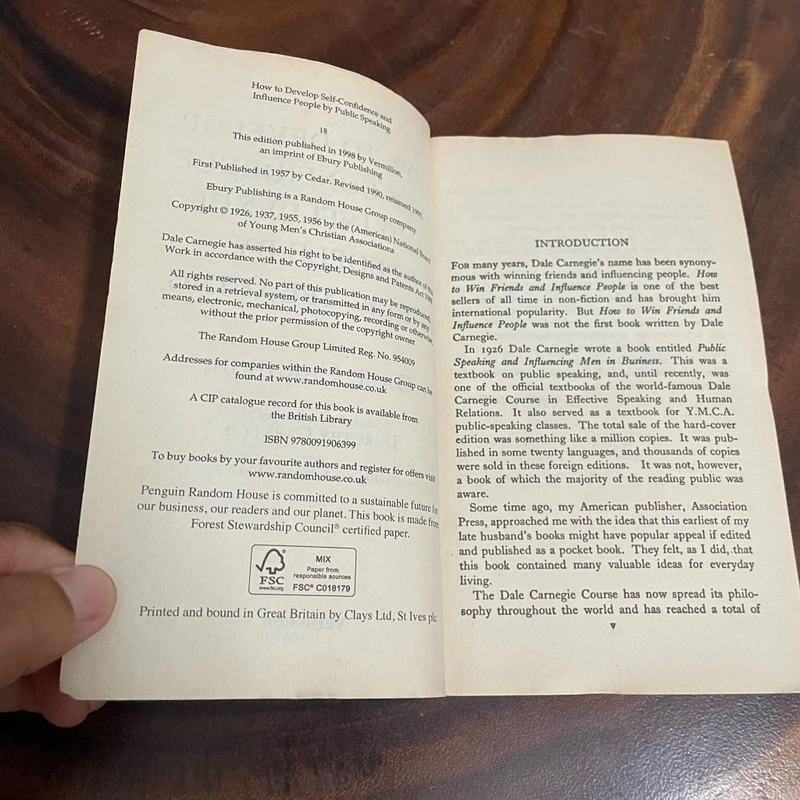 How to Develop Self-Confidence and
Influence People by Public Speaking
18
This edition published in 1998 by Vermilion,
an imprint of Ebury Publishing
First Published in 1957 by Cedar. Revised 1990, reissued 1991.
Ebury Publishing is a Random House Group company
Copyright © 1926, 1937, 1955, 1956 by the (American) National Board
of Young Men's Christian Associations
Dale Carnegie has asserted his right to be identified as the author of this
Work in accordance with the Copyright, Designs and Patents Act 1988
All rights reserved. No part of this publication may be reproduced,
stored in a retrieval system, or transmitted in any form or by any
means, electronic, mechanical, photocopying, recording or otherwise,
without the prior permission of the copyright owner
The Random House Group Limited Reg. No. 954009
Addresses for companies within the Random House Group can be
found at www.randomhouse.co.uk
A CIP catalogue record for this book is available from
the British Library
ISBN 9780091906399
To buy books by your favourite authors and register for offers visit
www.randomhouse.co.uk
Penguin Random House is committed to a sustainable future for
our business, our readers and our planet. This book is made from
Forest Stewardship Council® certified paper.
FSC
www.fsc.org
MIX
Paper from
responsible sources
FSC® C018179
Printed and bound in Great Britain by Clays Ltd, St Ives plc
INTRODUCTION
FOR many years, Dale Carnegie's name has been synony-
mous with winning friends and influencing people. How
to Win Friends and Influence People is one of the best
sellers of all time in non-fiction and has brought him
international popularity. But How to Win Friends and
Influence People was not the first book written by Dale
Carnegie.
In 1926 Dale Carnegie wrote a book entitled Public
Speaking and Influencing Men in Business. This was a
textbook on public speaking, and, until recently, was
one of the official textbooks of the world-famous Dale
Carnegie Course in Effective Speaking and Human
Relations. It also served as a textbook for Y.M.C.A.
public-speaking classes. The total sale of the hard-cover
edition was something like a million copies. It was pub-
lished in some twenty languages, and thousands of copies
were sold in these foreign editions. It was not, however,
a book of which the majority of the reading public was
aware.
Some time ago, my American publisher, Association
Press, approached me with the idea that this earliest of my
late husband's books might have popular appeal if edited
and published as a pocket book. They felt, as I did, that
this book contained many valuable ideas for everyday
living.
The Dale Carnegie Course has now spread its philo-
sophy throughout the world and has reached a total of
v